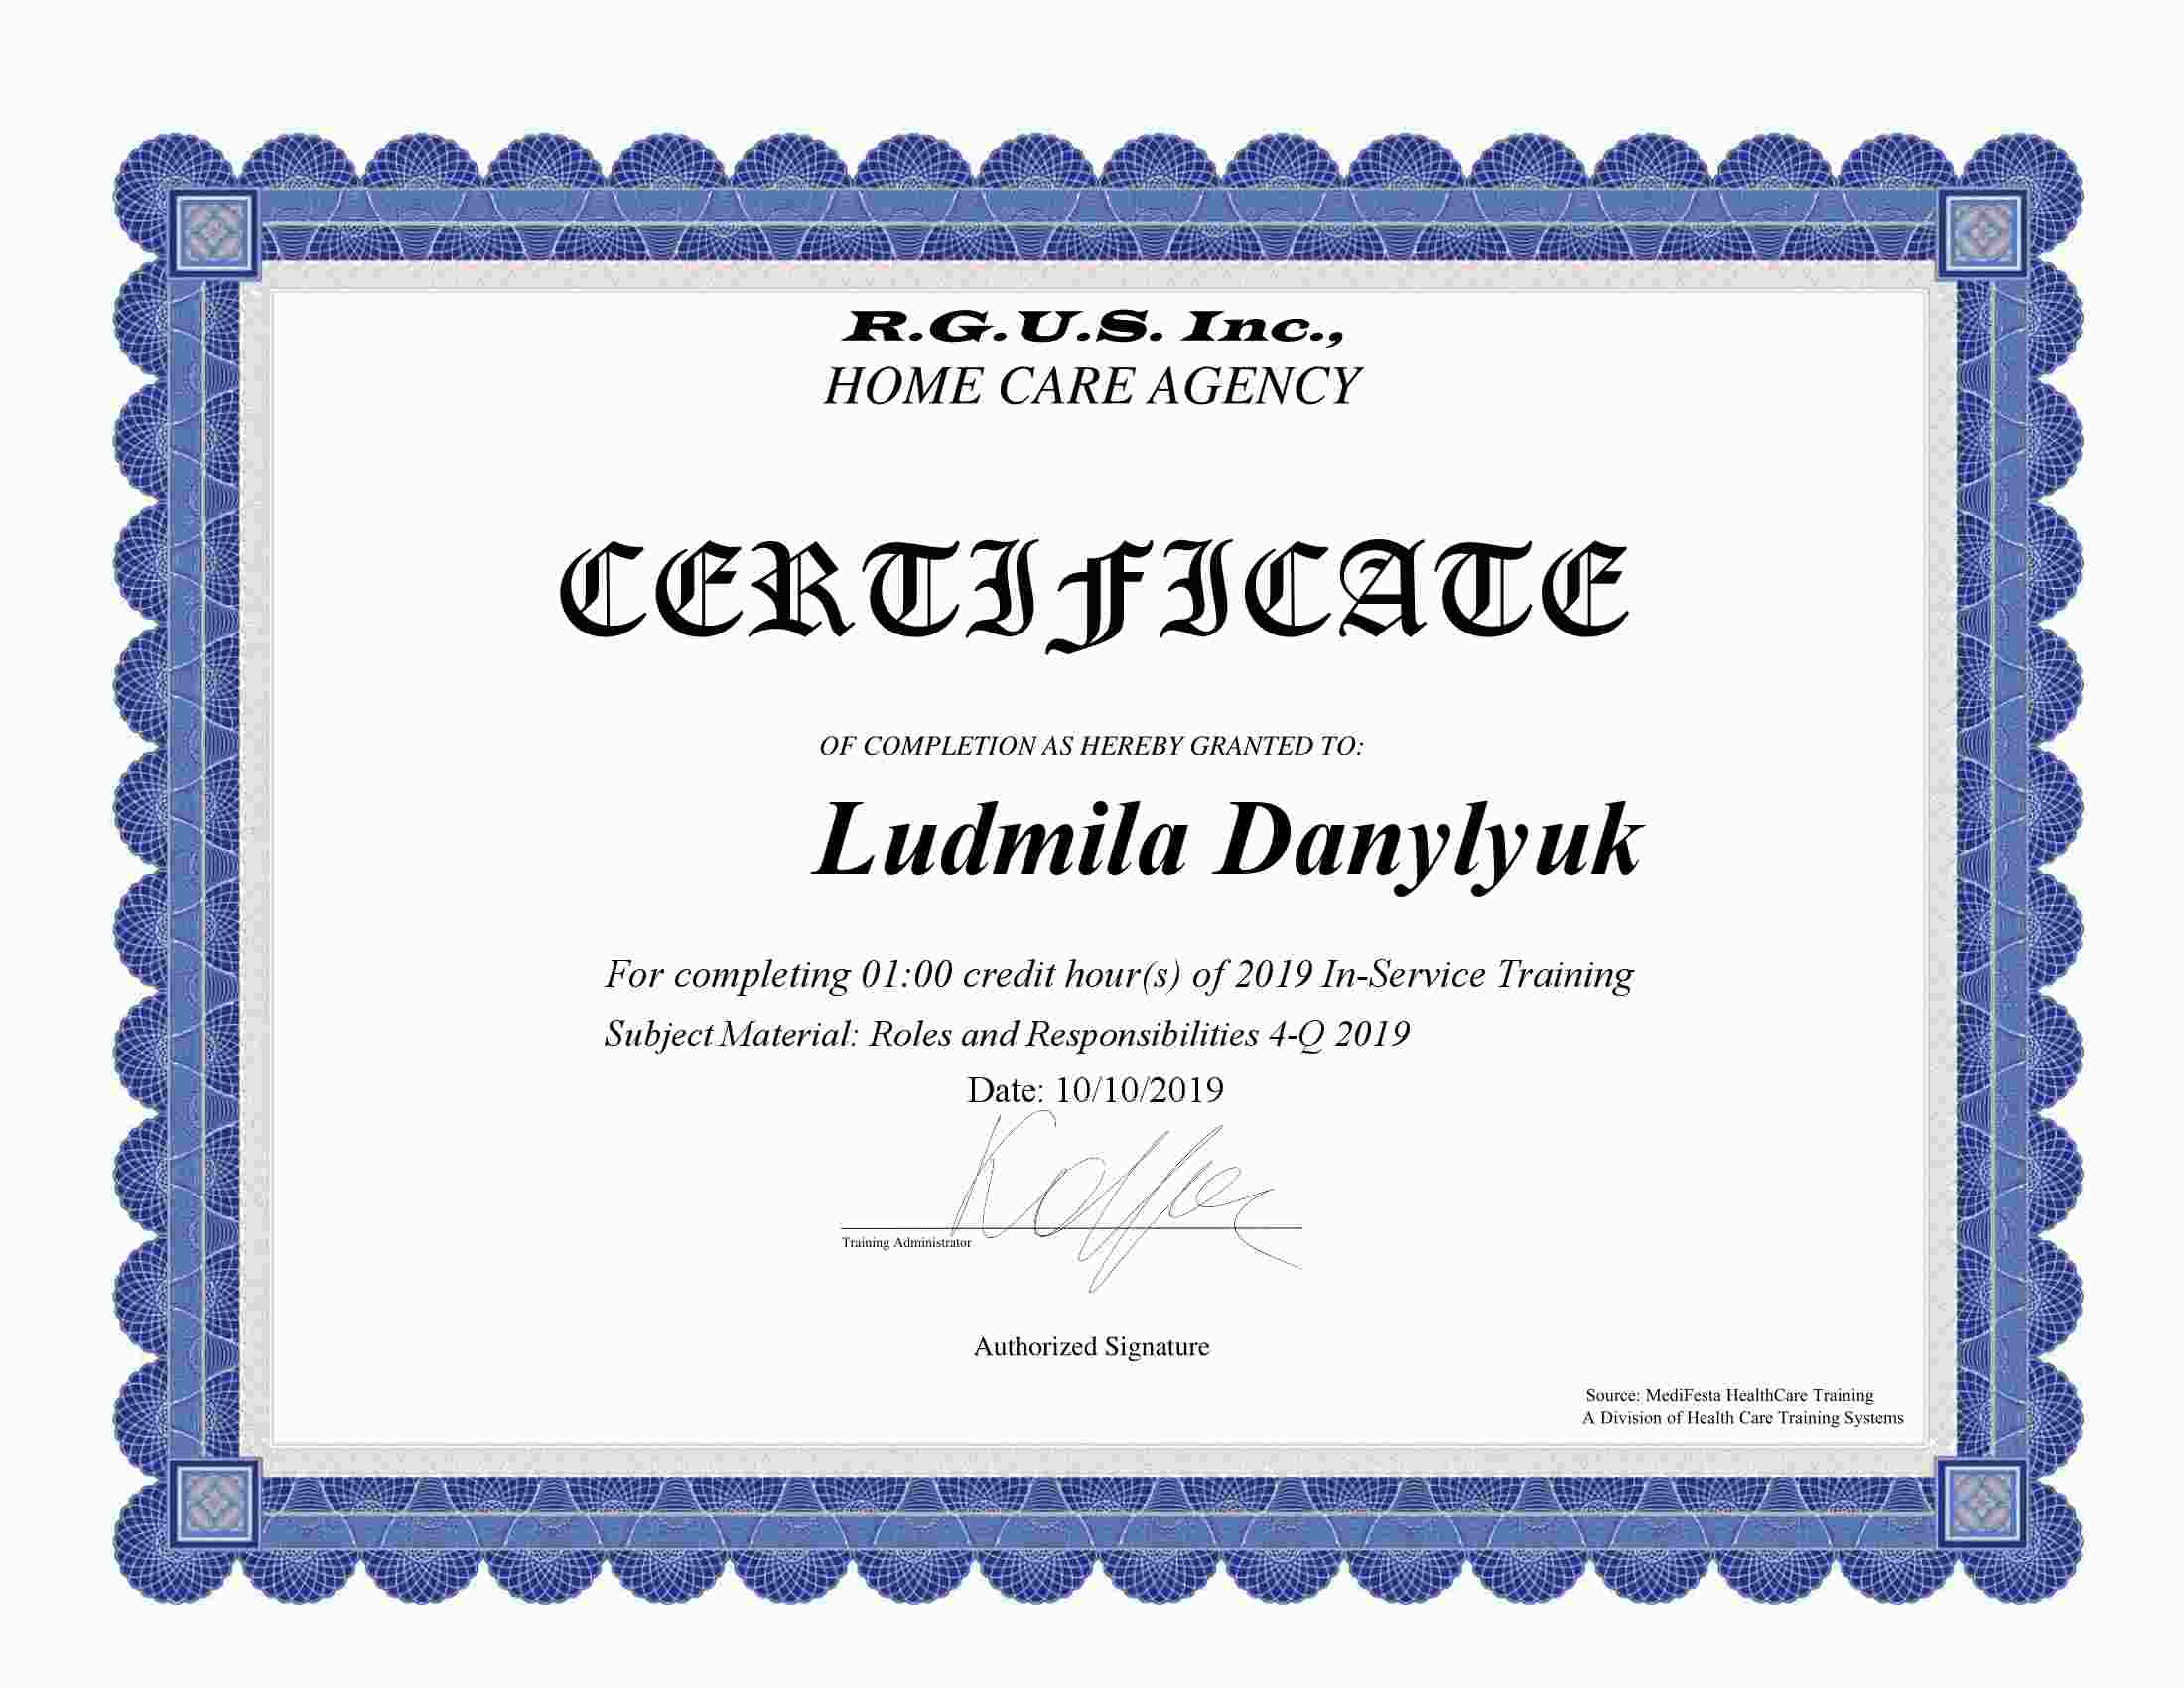 R.G.U.S. Inc.,
HOME CARE AGENCY
CERTIFICATE
OF COMPLETION AS HEREBY GRANTED TO:
Ludmila Danylyuk
For completing 01:00 credit hour(s) of 2019 In-Service Training
Subject Material: Roles and Responsibilities 4-Q 2019
Date: 10/10/2019
Training Administrator
Authorized Signature
Source: MediFesta HealthCare Training
A Division of Health Care Training Systems